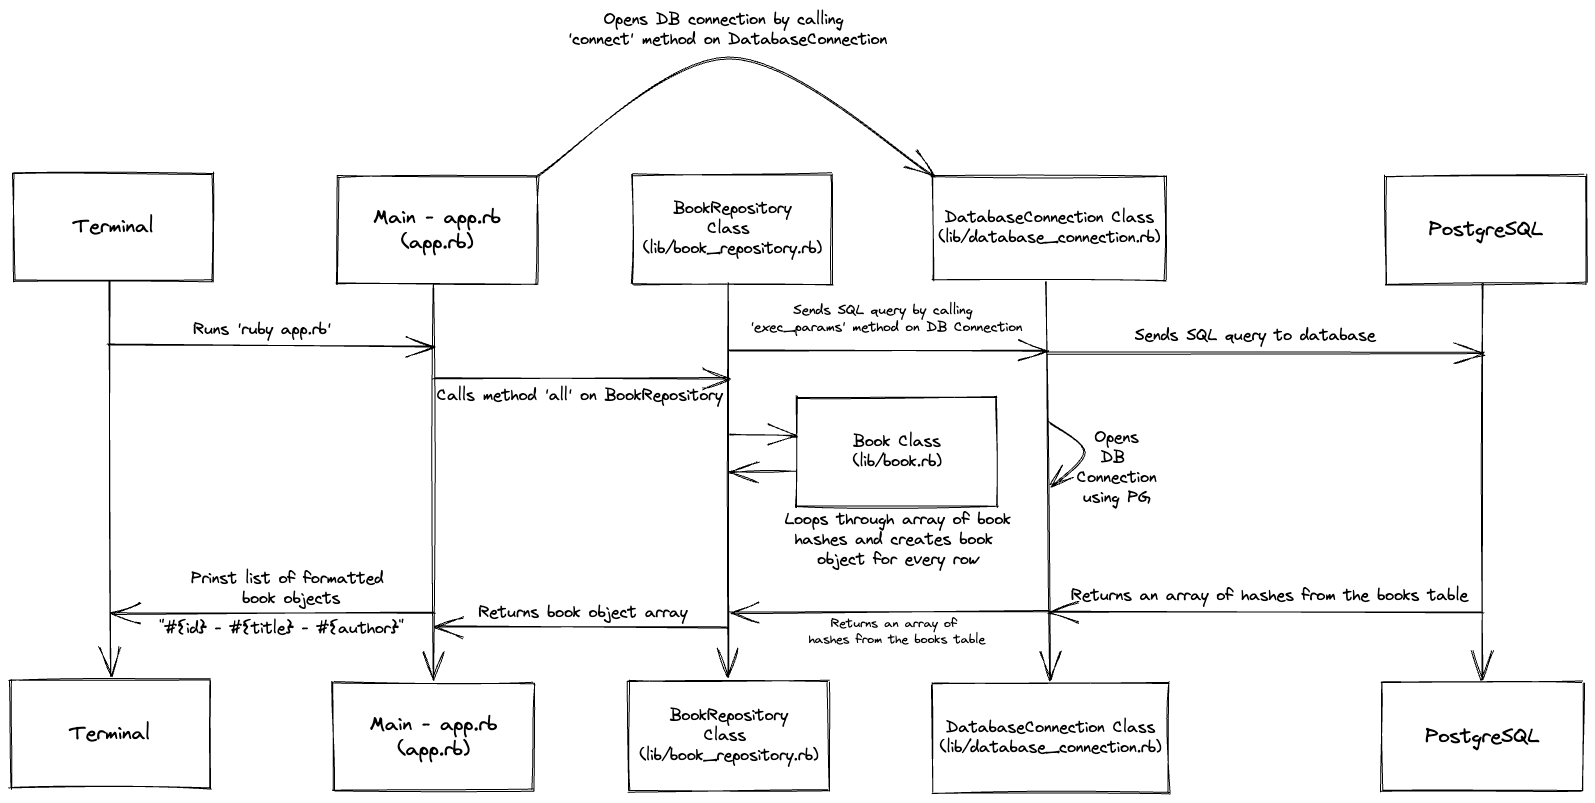 Opens DB connection by calling
'connect' method on DatabaseConnection
Terminal
Main - app.rb
(app.rb)
BookRepository
Class
(lib/book_repository.rb)
DatabaseConnection Class
(lib/database_connection.rb)
PostgreSQL
Runs 'ruby app.rb'
Sends SQL query by calling
'exec_params' method on DB Connection
Sends SQL query to database
Calls method 'all' on BookRepository
Book Class
(lib/book.rb)
Opens
DB
Connection
using PG
Loops through array of book
hashes and creates book
object for every row
Prinst list of formatted
book objects
"#{id} - #{title} - #{author}"
Returns book object array
Returns an array of
hashes from the books table
Returns an array of hashes from the books table
Terminal
Main - app.rb
(app.rb)
BookRepository
Class
(lib/book_repository.rb)
DatabaseConnection Class
(lib/database_connection.rb)
PostgreSQL